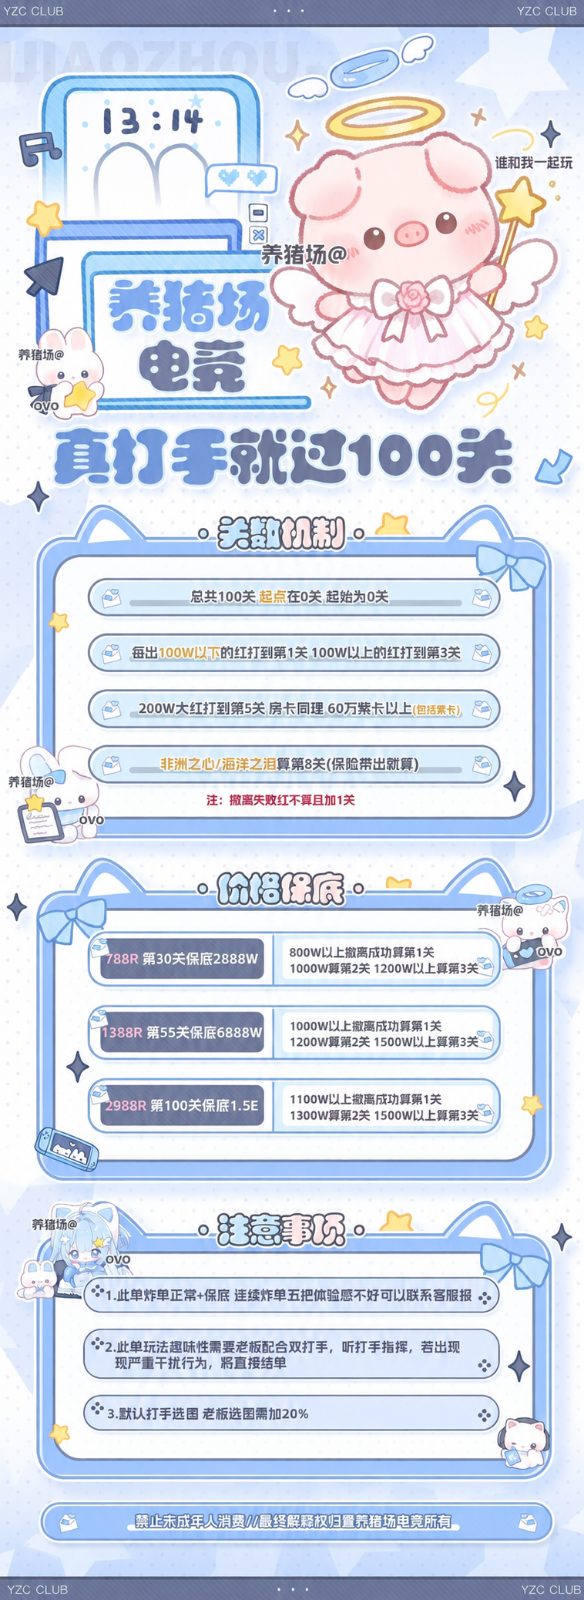 YZC CLUB
YZC CLUB
IJIAOZHOU
13:14
谁和我一起玩
养猪场@
养猪场
电竞
养猪场@
OVO
真打手就过100关
关数机制
总共100关 起点在0关 起始为0关
每出100W以下的红打到第1关 100W以上的红打到第3关
200W大红打到第5关 房卡同理 60万紫卡以上(包括紫卡)
非洲之心/海洋之泪算第8关(保险带出就算)
养猪场@
OVO
注：撤离失败红不算且加1关
价格保底
养猪场@
OVO
788R 第30关保底2888W
800W以上撤离成功算第1关
1000W算第2关 1200W以上算第3关
1388R 第55关保底6888W
1000W以上撤离成功算第1关
1200W算第2关 1500W以上算第3关
2988R 第100关保底1.5E
1100W以上撤离成功算第1关
1300W算第2关 1500W以上算第3关
注意事项
养猪场@
OVO
1.此单炸单正常+保底 连续炸单五把体验感不好可以联系客服报
2.此单玩法趣味性需要老板配合双打手，听打手指挥，若出现
现严重干扰行为，将直接结单
3.默认打手选图 老板选图需加20%
禁止未成年人消费//最终解释权归置养猪场电竞所有
YZC CLUB
YZC CLUB